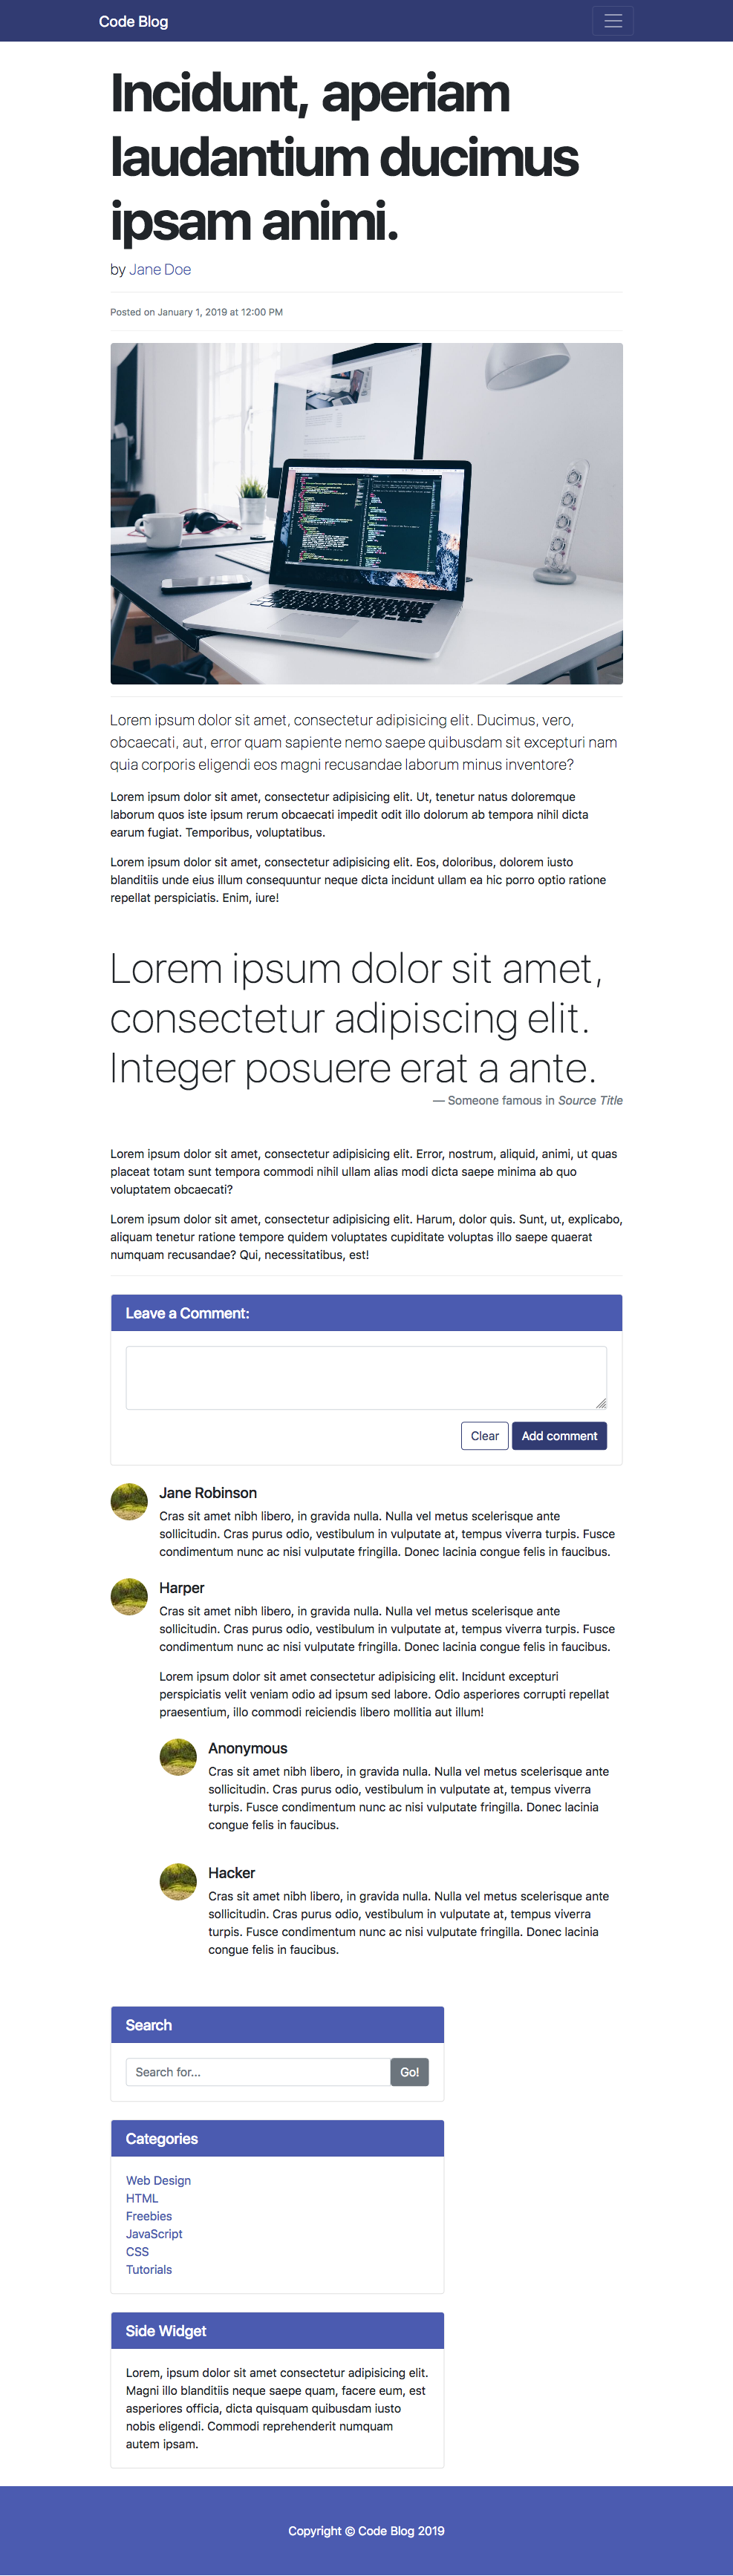 Code Blog
Incidunt, aperiam
laudantium ducimus
ipsam animi.
by Jane Doe
Posted on January 1, 2019 at 12:00 PM
Lorem ipsum dolor sit amet, consectetur adipisicing elit. Ducimus, vero,
obcaecati, aut, error quam sapiente nemo saepe quibusdam sit excepturi nam
quia corporis eligendi eos magni recusandae laborum minus inventore?
Lorem ipsum dolor sit amet, consectetur adipisicing elit. Ut, tenetur natus doloremque
laborum quos iste ipsum rerum obcaecati impedit odit illo dolorum ab tempora nihil dicta
earum fugiat. Temporibus, voluptatibus.
Lorem ipsum dolor sit amet, consectetur adipisicing elit. Eos, doloribus, dolorem iusto
blanditiis unde eius illum consequuntur neque dicta incidunt ullam ea hic porro optio ratione
repellat perspiciatis. Enim, iure!
Lorem ipsum dolor sit amet,
consectetur adipiscing elit.
Integer posuere erat a ante.
— Someone famous in Source Title
Lorem ipsum dolor sit amet, consectetur adipisicing elit. Error, nostrum, aliquid, animi, ut quas
placeat totam sunt tempora commodi nihil ullam alias modi dicta saepe minima ab quo
voluptatem obcaecati?
Lorem ipsum dolor sit amet, consectetur adipisicing elit. Harum, dolor quis. Sunt, ut, explicabo,
aliquam tenetur ratione tempore quidem voluptates cupiditate voluptas illo saepe quaerat
numquam recusandae? Qui, necessitatibus, est!
Leave a Comment:
Clear Add comment
Jane Robinson
Cras sit amet nibh libero, in gravida nulla. Nulla vel metus scelerisque ante
sollicitudin. Cras purus odio, vestibulum in vulputate at, tempus viverra turpis. Fusce
condimentum nunc ac nisi vulputate fringilla. Donec lacinia congue felis in faucibus.
Harper
Cras sit amet nibh libero, in gravida nulla. Nulla vel metus scelerisque ante
sollicitudin. Cras purus odio, vestibulum in vulputate at, tempus viverra turpis. Fusce
condimentum nunc ac nisi vulputate fringilla. Donec lacinia congue felis in faucibus.
Lorem ipsum dolor sit amet consectetur adipisicing elit. Incidunt excepturi
perspiciatis velit veniam odio ad ipsum sed labore. Odio asperiores corrupti repellat
praesentium, illo commodi reiciendis libero mollitia aut illum!
Anonymous
Cras sit amet nibh libero, in gravida nulla. Nulla vel metus scelerisque ante
sollicitudin. Cras purus odio, vestibulum in vulputate at, tempus viverra
turpis. Fusce condimentum nunc ac nisi vulputate fringilla. Donec lacinia
congue felis in faucibus.
Hacker
Cras sit amet nibh libero, in gravida nulla. Nulla vel metus scelerisque ante
sollicitudin. Cras purus odio, vestibulum in vulputate at, tempus viverra
turpis. Fusce condimentum nunc ac nisi vulputate fringilla. Donec lacinia
congue felis in faucibus.
Search
Search for... Go!
Categories
Web Design
HTML
Freebies
JavaScript
CSS
Tutorials
Side Widget
Lorem, ipsum dolor sit amet consectetur adipisicing elit.
Magni illo blanditiis neque saepe quam, facere eum, est
asperiores officia, dicta quisquam quibusdam iusto
nobis eligendi. Commodi reprehenderit numquam
autem ipsam.
Copyright © Code Blog 2019